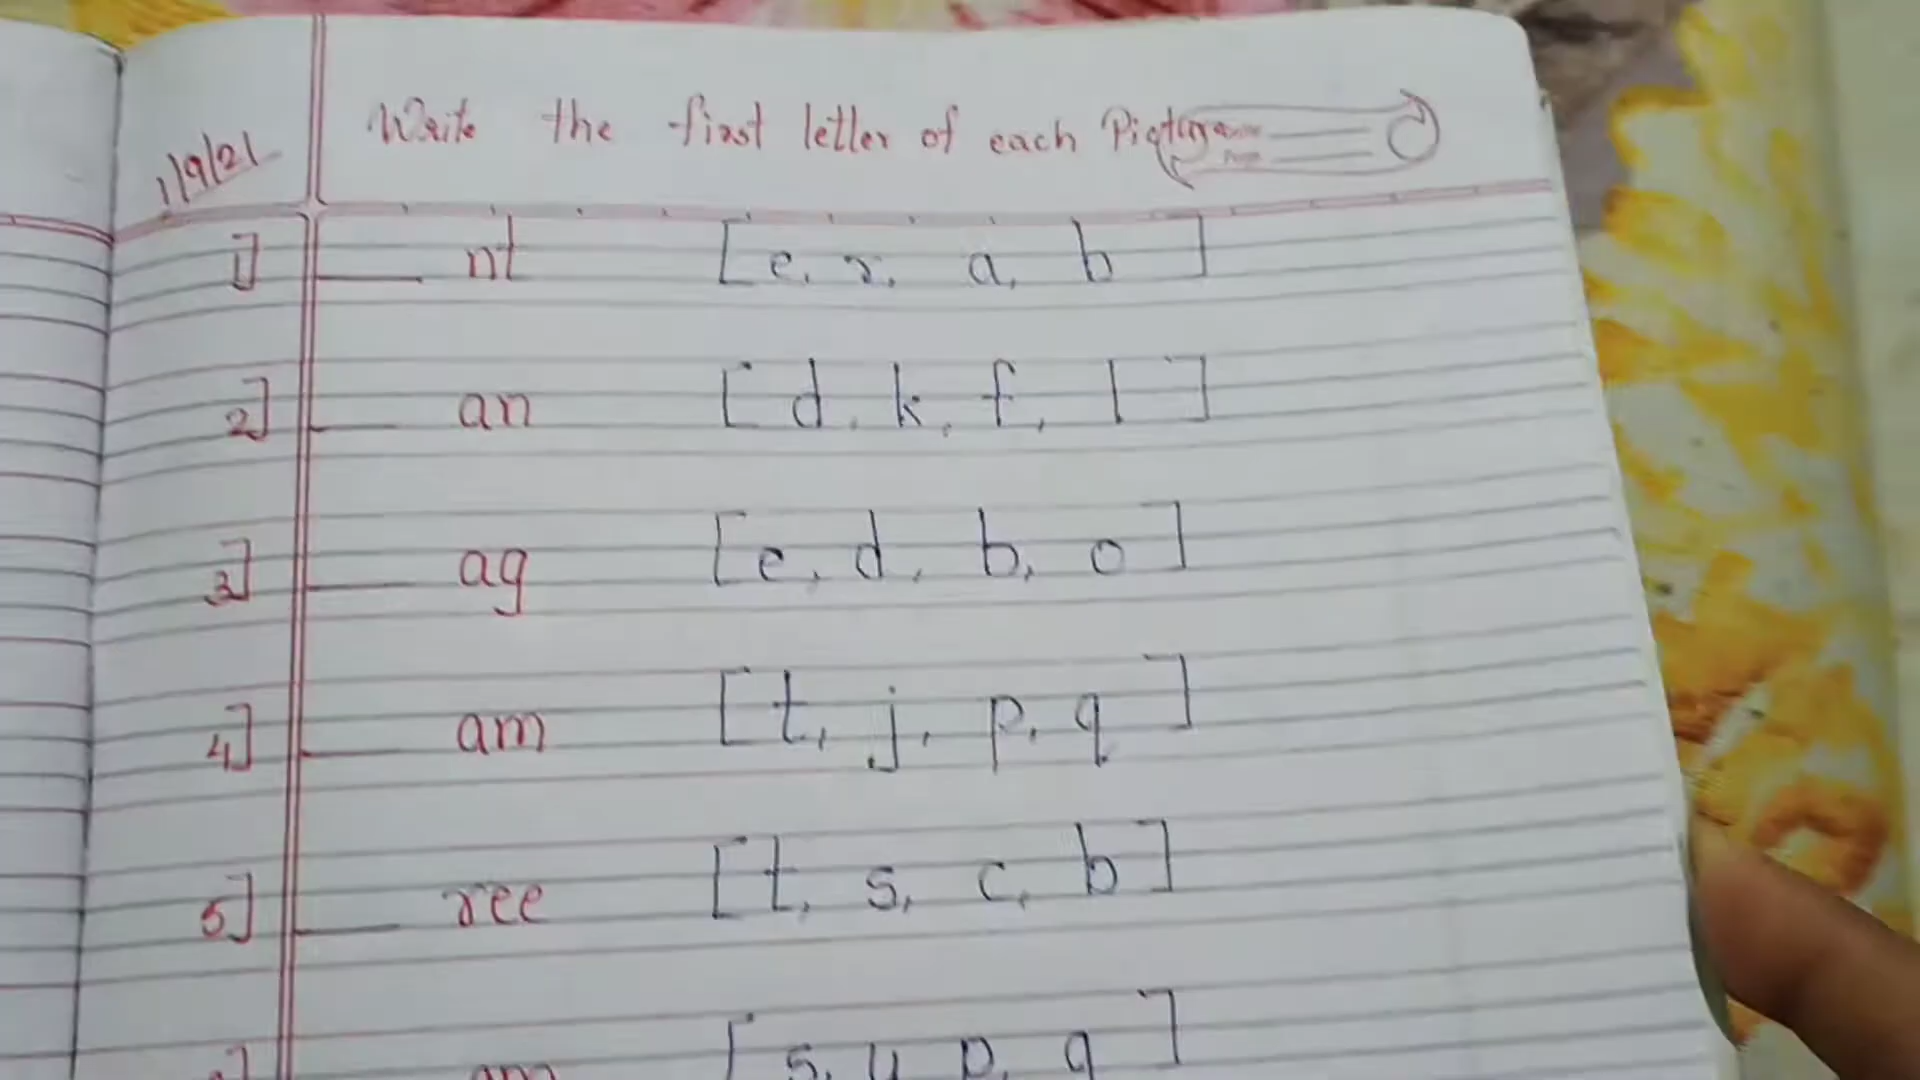 Write the first letter of each Picture
1/9/21
1] ___ nt [e, r, a, b]
2] ___ an [d, k, f, l]
3] ___ ag [e, d, b, o]
4] ___ am [t, j, p, q]
5] ___ ree [t, s, c, b]
an [s, u, p, q]